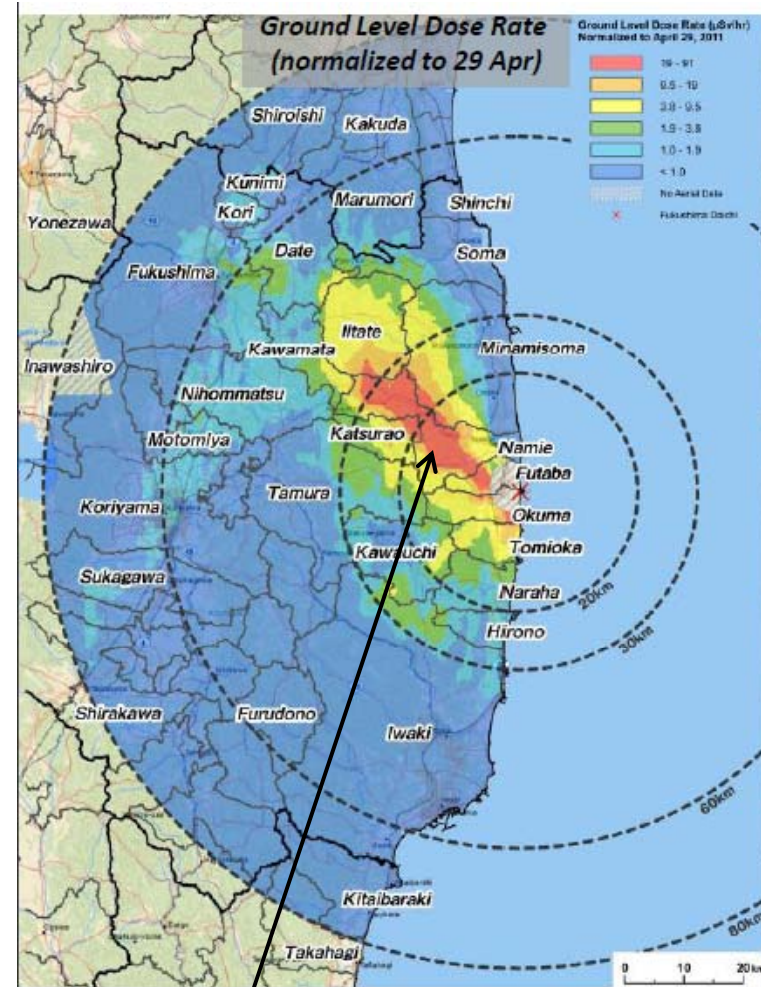 Ground Level Dose Rate
(normalized to 29 Apr)
Ground Level Dose Rate (µSv/hr)
Normalized to April 29, 2011
19 - 91
9.5 - 19
3.8 - 9.5
1.9 - 3.8
1.0 - 1.9
< 1.0
No Aerial Data
Fukushima Daiichi
Shiroishi
Kakuda
Kunimi
Kori
Marumori
Shinchi
Yonezawa
Date
Soma
Fukushima
Iitate
Inawashiro
Kawamata
Minamisoma
Nihommatsu
Motomiya
Katsurao
Namie
Futaba
Koriyama
Tamura
Okuma
Kawauchi
Tomioka
Sukagawa
Naraha
20km
Hirono
30km
Shirakawa
Furudono
Iwaki
60km
Kitaibaraki
80km
Takahagi
0 10 20 km